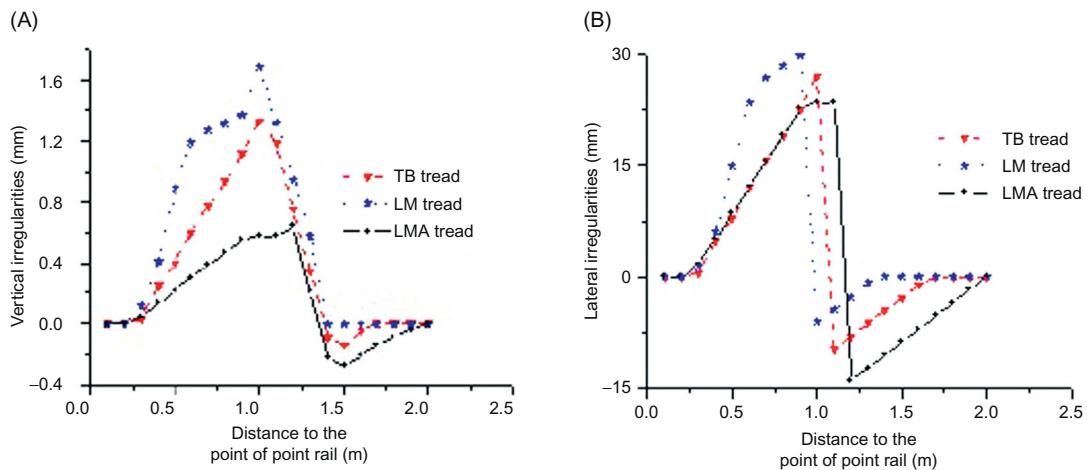 (A)
Vertical irregularities (mm)
1.6
1.2
0.8
0.4
0.0
–0.4
0.0 0.5 1.0 1.5 2.0 2.5
Distance to the
point of point rail (m)
TB tread
LM tread
LMA tread
(B)
Lateral irregularities (mm)
30
15
0
–15
0.0 0.5 1.0 1.5 2.0 2.5
Distance to the
point of point rail (m)
TB tread
LM tread
LMA tread